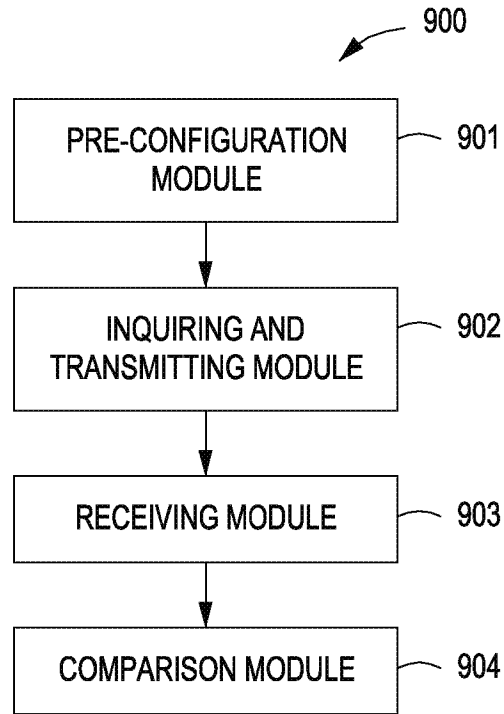 900
PRE-CONFIGURATION
MODULE
901
INQUIRING AND
TRANSMITTING MODULE
902
RECEIVING MODULE
903
COMPARISON MODULE
904